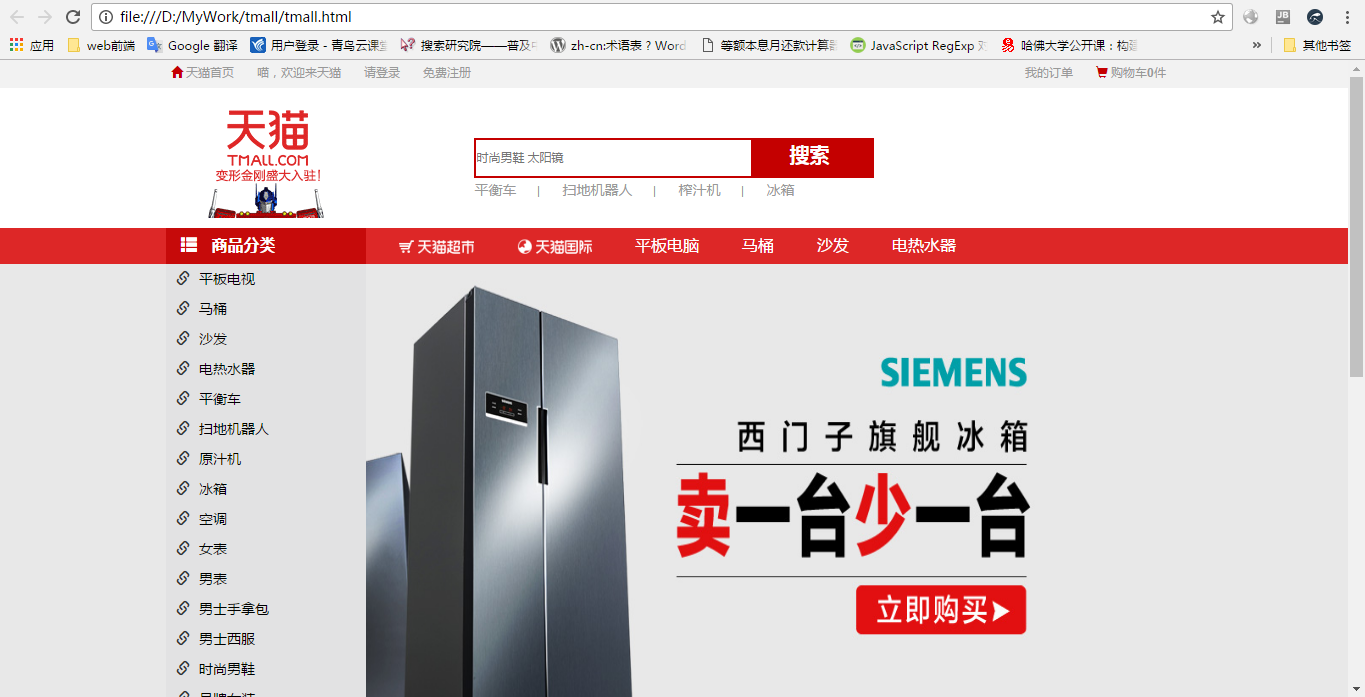 file:///D:/MyWork/tmall/tmall.html
应用 web前端 Google 翻译 用户登录 - 青鸟云课堂 搜索研究院——普及 zh-cn:术语表 ? Word 等额本息月还款计算器 JavaScript RegExp 哈佛大学公开课：构 » 其他书签
天猫首页 喵，欢迎来天猫 请登录 免费注册 我的订单 购物车0件
天猫
TMALL.COM
变形金刚盛大入驻！
时尚男鞋 太阳镜 搜索
平衡车 | 扫地机器人 | 榨汁机 | 冰箱
商品分类 天猫超市 天猫国际 平板电脑 马桶 沙发 电热水器
平板电视
马桶
沙发
电热水器
平衡车
扫地机器人
原汁机
冰箱
空调
女表
男表
男士手拿包
男士西服
时尚男鞋
SIEMENS
西门子旗舰冰箱
卖一台少一台
立即购买▶